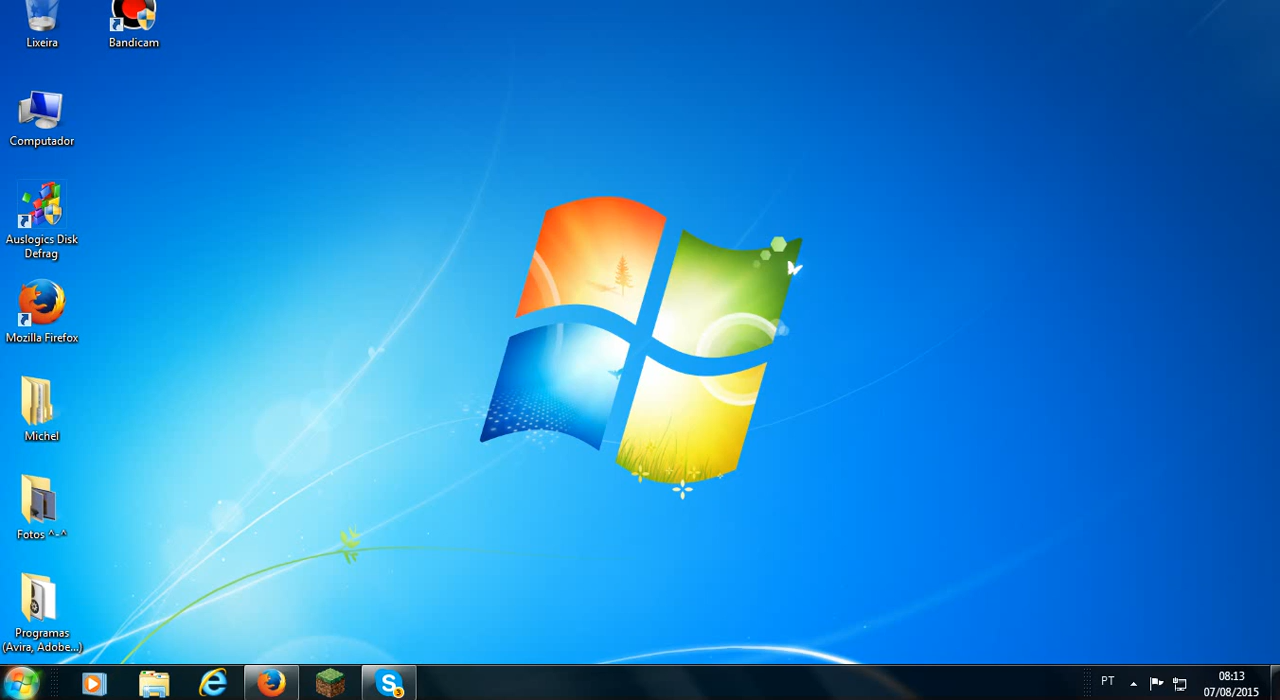 Lixeira
Bandicam
Computador
Auslogics Disk
Defrag
Mozilla Firefox
Michel
Fotos ^-^
Programas
(Avira, Adobe...)
S
3
PT
08:13
07/08/2015